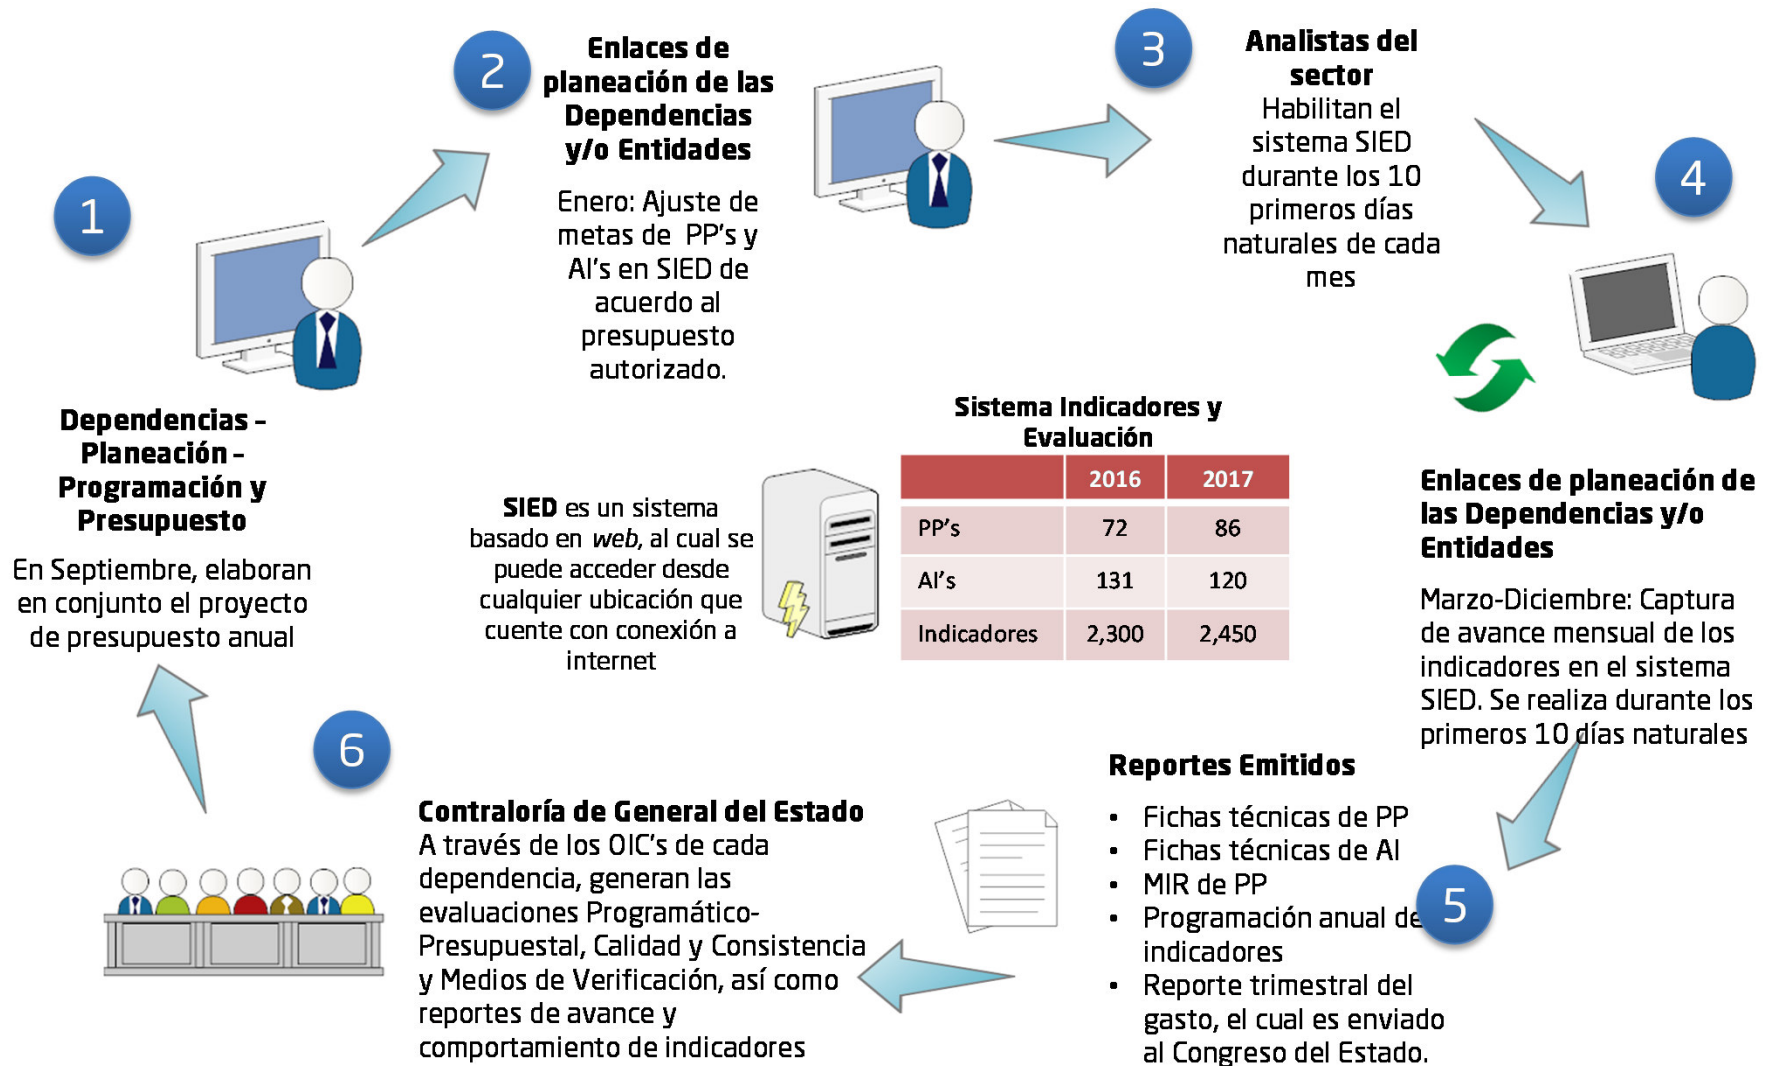 1
Dependencias –
Planeación –
Programación y
Presupuesto
En Septiembre, elaboran
en conjunto el proyecto
de presupuesto anual
2
Enlaces de
planeación de las
Dependencias
y/o Entidades
Enero: Ajuste de
metas de PP's y
AI's en SIED de
acuerdo al
presupuesto
autorizado.
3
Analistas del
sector
Habilitan el
sistema SIED
durante los 10
primeros días
naturales de cada
mes
4
Enlaces de planeación de
las Dependencias y/o
Entidades
Marzo-Diciembre: Captura
de avance mensual de los
indicadores en el sistema
SIED. Se realiza durante los
primeros 10 días naturales
SIED es un sistema
basado en web, al cual se
puede acceder desde
cualquier ubicación que
cuente con conexión a
internet
Sistema Indicadores y
Evaluación
2016 2017
PP's 72 86
AI's 131 120
Indicadores 2,300 2,450
5
Reportes Emitidos
• Fichas técnicas de PP
• Fichas técnicas de AI
• MIR de PP
• Programación anual de
indicadores
• Reporte trimestral del
gasto, el cual es enviado
al Congreso del Estado.
6
Contraloría de General del Estado
A través de los OIC's de cada
dependencia, generan las
evaluaciones Programático-
Presupuestal, Calidad y Consistencia
y Medios de Verificación, así como
reportes de avance y
comportamiento de indicadores